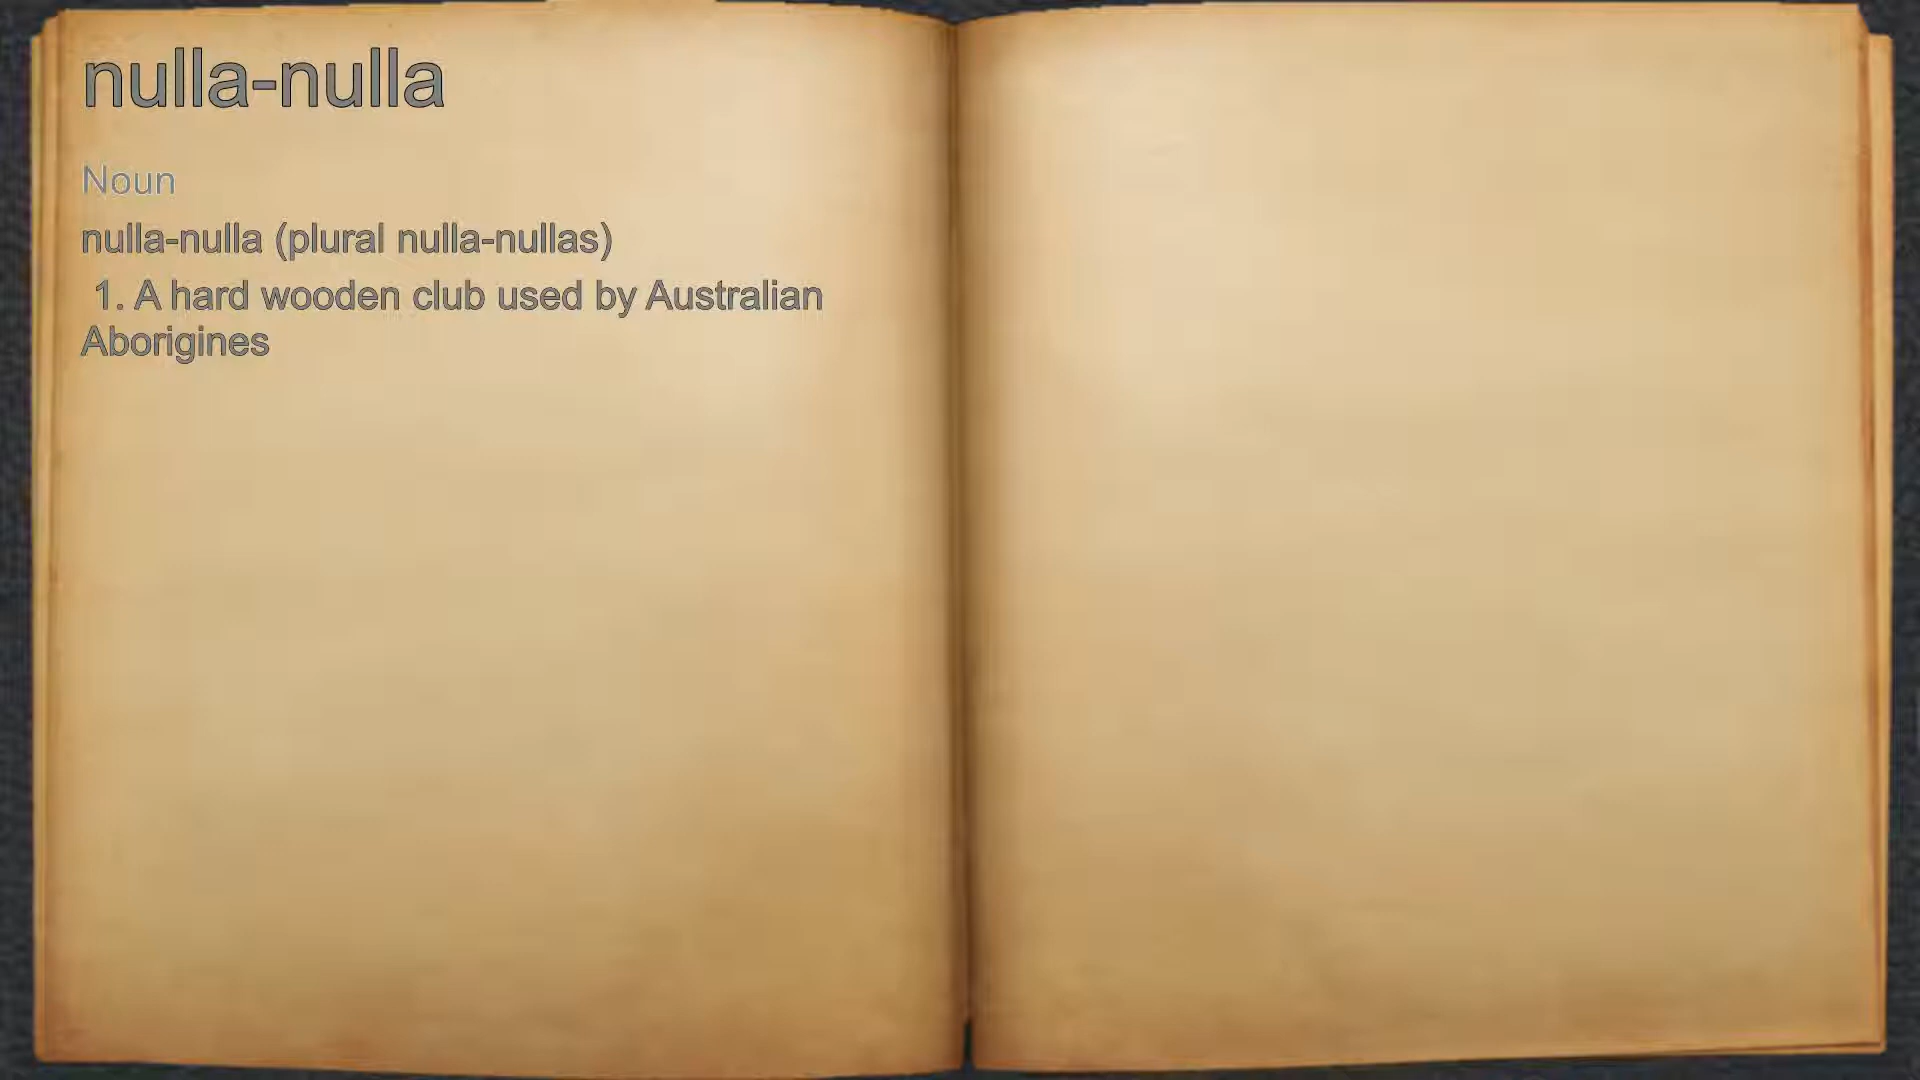 nulla-nulla
Noun
nulla-nulla (plural nulla-nullas)
1. A hard wooden club used by Australian
Aborigines